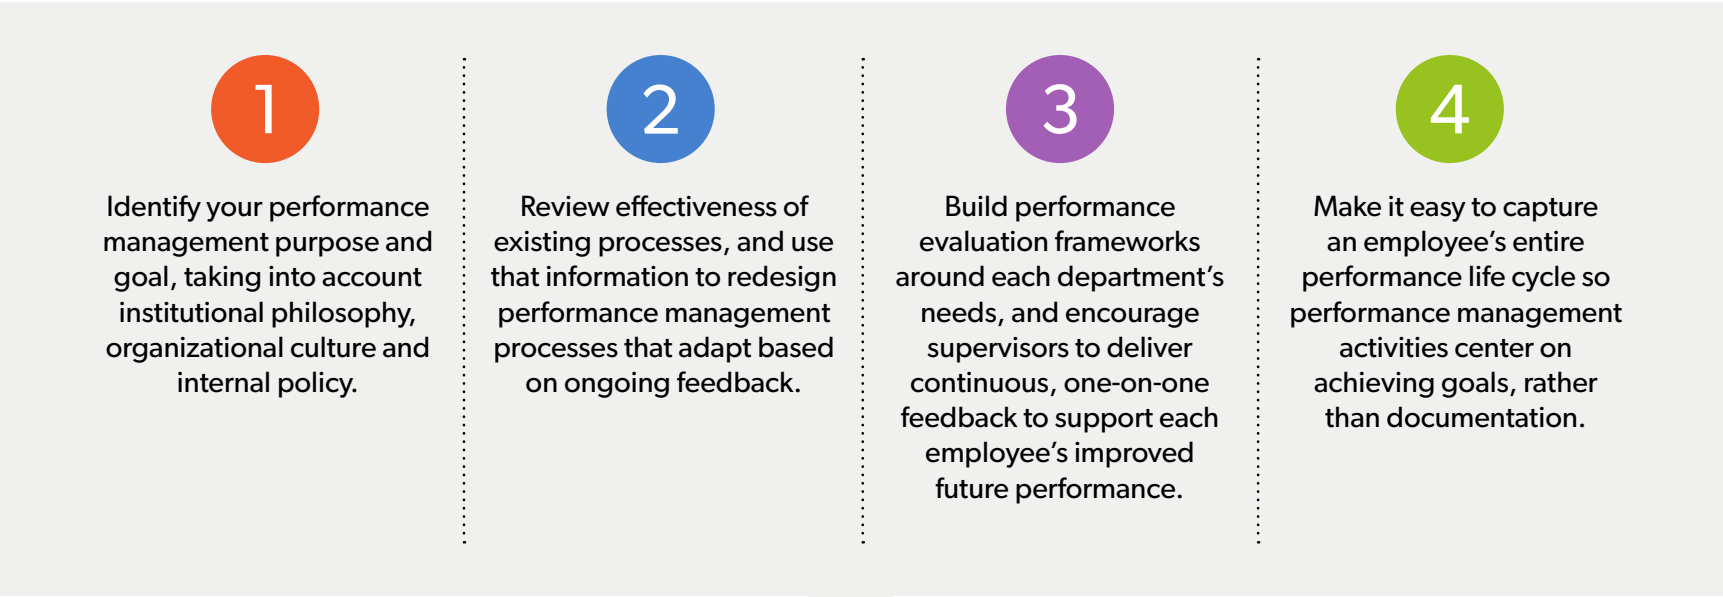 1
Identify your performance
management purpose and
goal, taking into account
institutional philosophy,
organizational culture and
internal policy.
2
Review effectiveness of
existing processes, and use
that information to redesign
performance management
processes that adapt based
on ongoing feedback.
3
Build performance
evaluation frameworks
around each department’s
needs, and encourage
supervisors to deliver
continuous, one-on-one
feedback to support each
employee’s improved
future performance.
4
Make it easy to capture
an employee’s entire
performance life cycle so
performance management
activities center on
achieving goals, rather
than documentation.